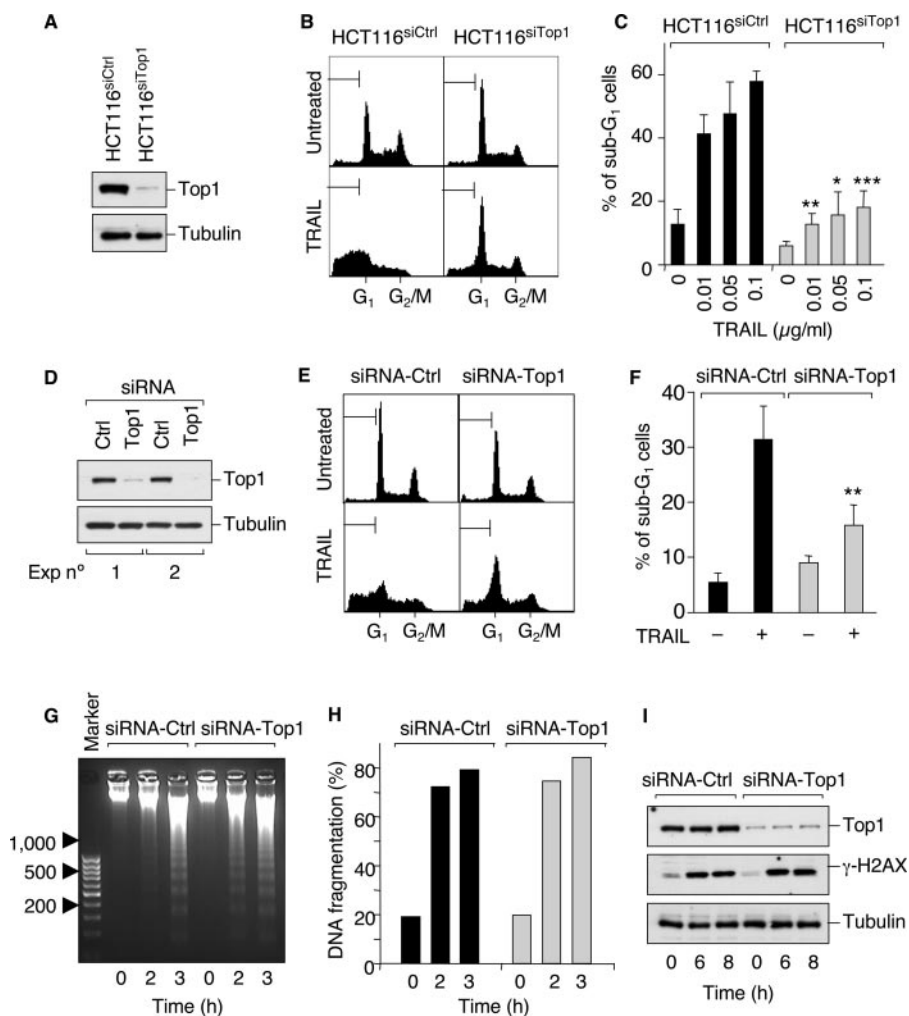 A
HCT116siCtrl
HCT116siTop1
Top1
Tubulin
B
HCT116siCtrl HCT116siTop1
Untreated
TRAIL
G1 G2/M G1 G2/M
C
HCT116siCtrl HCT116siTop1
% of sub-G1 cells
60
40
20
0
** * ***
0 0.01 0.05 0.1 0 0.01 0.05 0.1
TRAIL (µg/ml)
D
siRNA
Ctrl Top1 Ctrl Top1
Top1
Tubulin
Exp nº 1 2
E
siRNA-Ctrl siRNA-Top1
Untreated
TRAIL
G1 G2/M G1 G2/M
F
siRNA-Ctrl siRNA-Top1
% of sub-G1 cells
40
30
20
10
0
**
TRAIL – + – +
G
Marker
siRNA-Ctrl siRNA-Top1
1,000
500
200
0 2 3 0 2 3
Time (h)
H
siRNA-Ctrl siRNA-Top1
DNA fragmentation (%)
80
60
40
20
0
0 2 3 0 2 3
Time (h)
I
siRNA-Ctrl siRNA-Top1
Top1
γ-H2AX
Tubulin
0 6 8 0 6 8
Time (h)